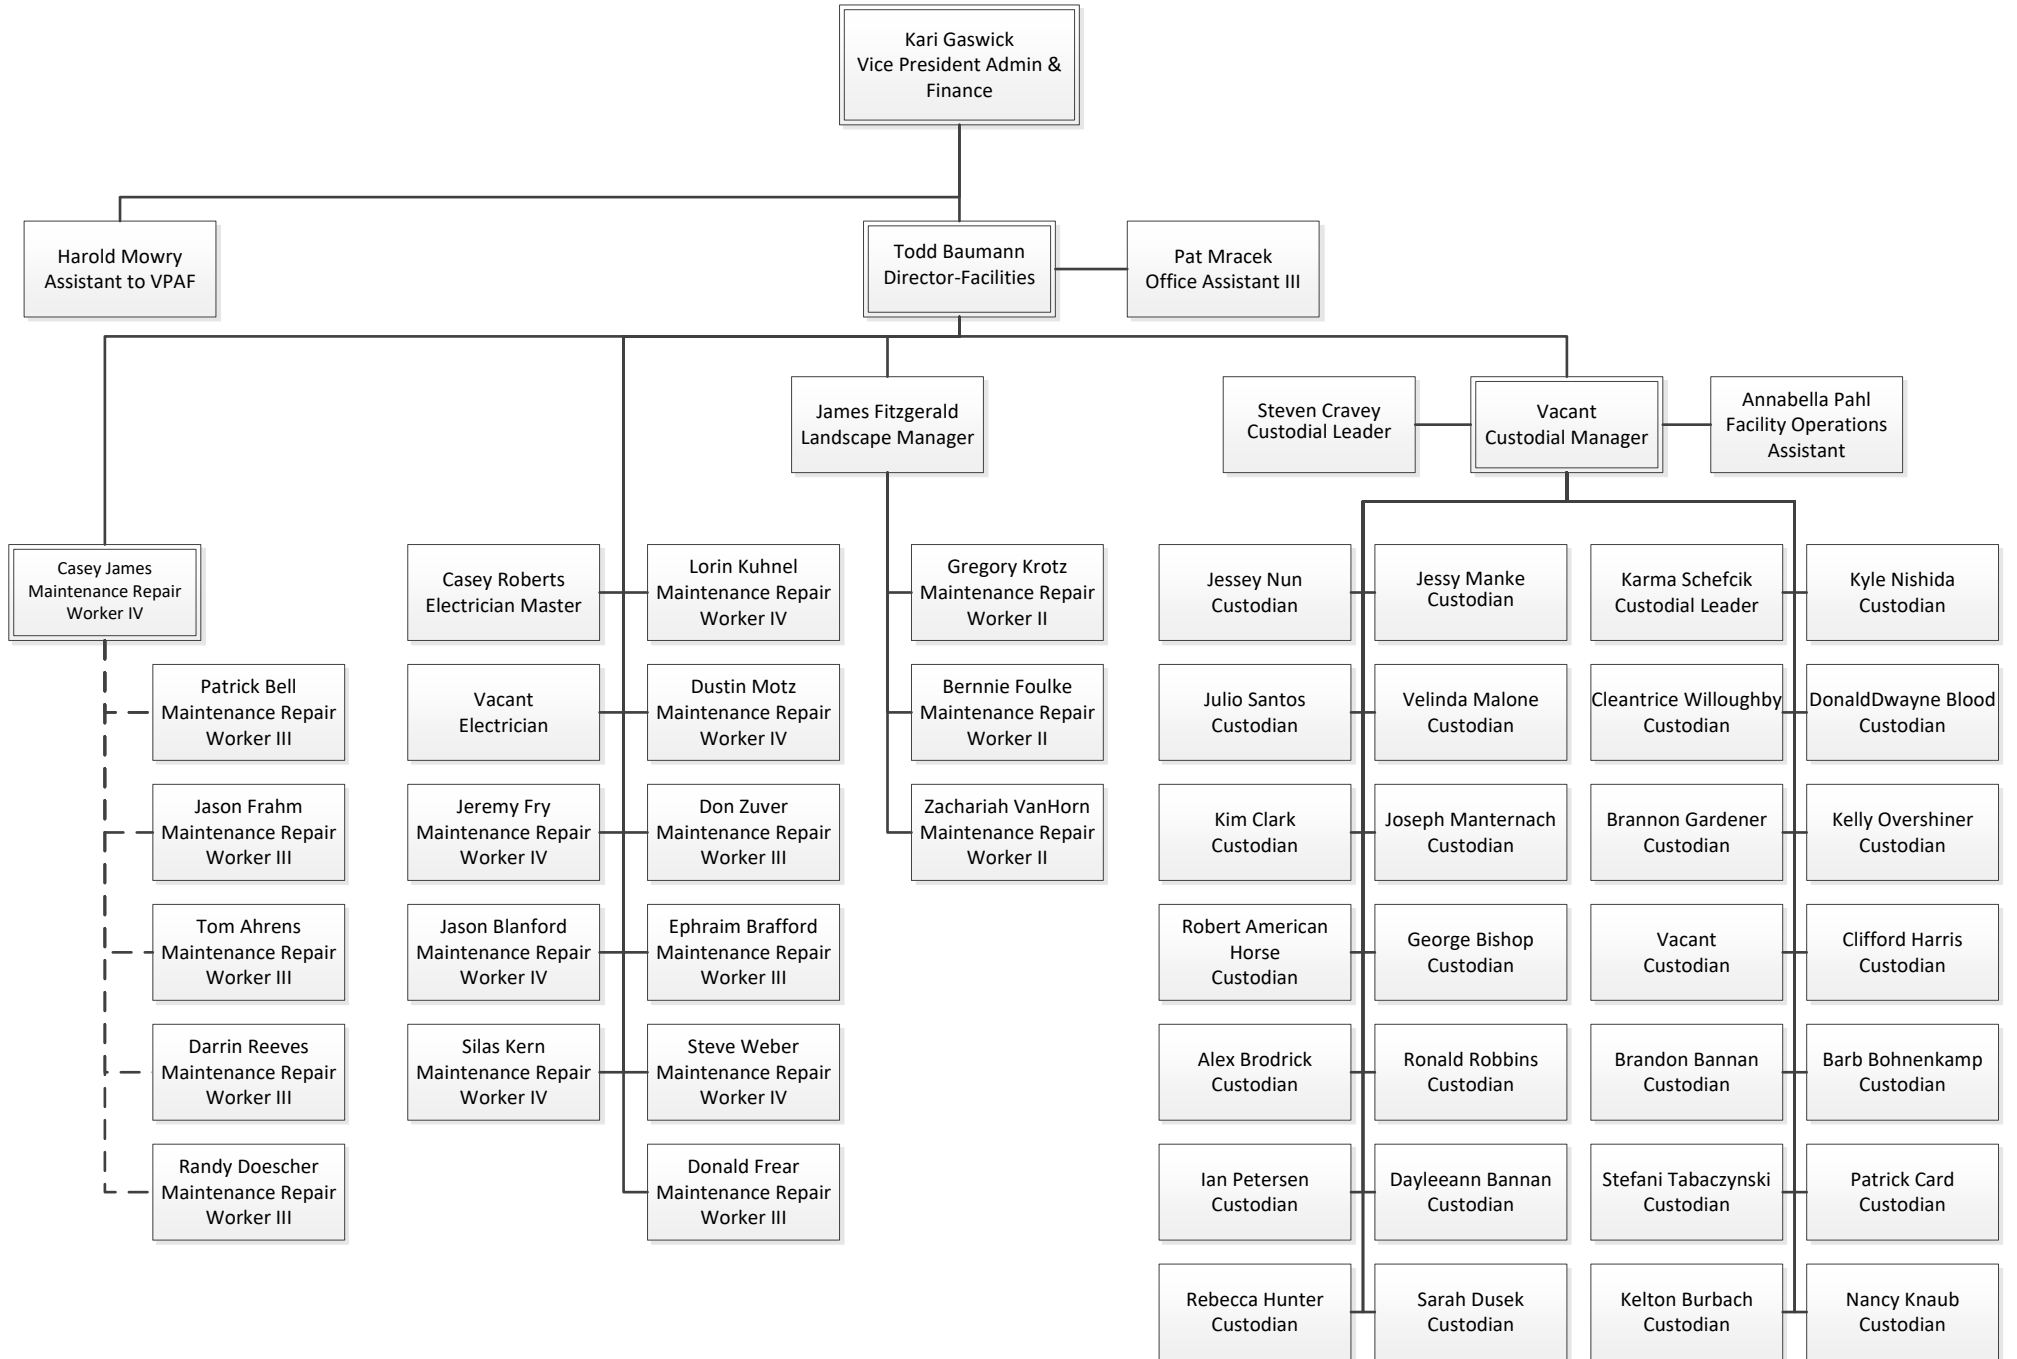 Kari Gaswick
Vice President Admin &
Finance
Harold Mowry
Assistant to VPAF
Todd Baumann
Director-Facilities
Pat Mracek
Office Assistant III
James Fitzgerald
Landscape Manager
Steven Cravey
Custodial Leader
Vacant
Custodial Manager
Annabella Pahl
Facility Operations
Assistant
Casey James
Maintenance Repair
Worker IV
Casey Roberts
Electrician Master
Lorin Kuhnel
Maintenance Repair
Worker IV
Gregory Krotz
Maintenance Repair
Worker II
Jessey Nun
Custodian
Jessy Manke
Custodian
Karma Schefcik
Custodial Leader
Kyle Nishida
Custodian
Patrick Bell
Maintenance Repair
Worker III
Vacant
Electrician
Dustin Motz
Maintenance Repair
Worker IV
Bernnie Foulke
Maintenance Repair
Worker II
Julio Santos
Custodian
Velinda Malone
Custodian
Cleantrice Willoughby
Custodian
DonaldDwayne Blood
Custodian
Jason Frahm
Maintenance Repair
Worker III
Jeremy Fry
Maintenance Repair
Worker IV
Don Zuver
Maintenance Repair
Worker III
Zachariah VanHorn
Maintenance Repair
Worker II
Kim Clark
Custodian
Joseph Manternach
Custodian
Brannon Gardener
Custodian
Kelly Overshiner
Custodian
Tom Ahrens
Maintenance Repair
Worker III
Jason Blanford
Maintenance Repair
Worker IV
Ephraim Brafford
Maintenance Repair
Worker III
Robert American
Horse
Custodian
George Bishop
Custodian
Vacant
Custodian
Clifford Harris
Custodian
Darrin Reeves
Maintenance Repair
Worker III
Silas Kern
Maintenance Repair
Worker IV
Steve Weber
Maintenance Repair
Worker IV
Alex Brodrick
Custodian
Ronald Robbins
Custodian
Brandon Bannan
Custodian
Barb Bohnenkamp
Custodian
Randy Doescher
Maintenance Repair
Worker III
Donald Frear
Maintenance Repair
Worker III
Ian Petersen
Custodian
Dayleeann Bannan
Custodian
Stefani Tabaczynski
Custodian
Patrick Card
Custodian
Rebecca Hunter
Custodian
Sarah Dusek
Custodian
Kelton Burbach
Custodian
Nancy Knaub
Custodian